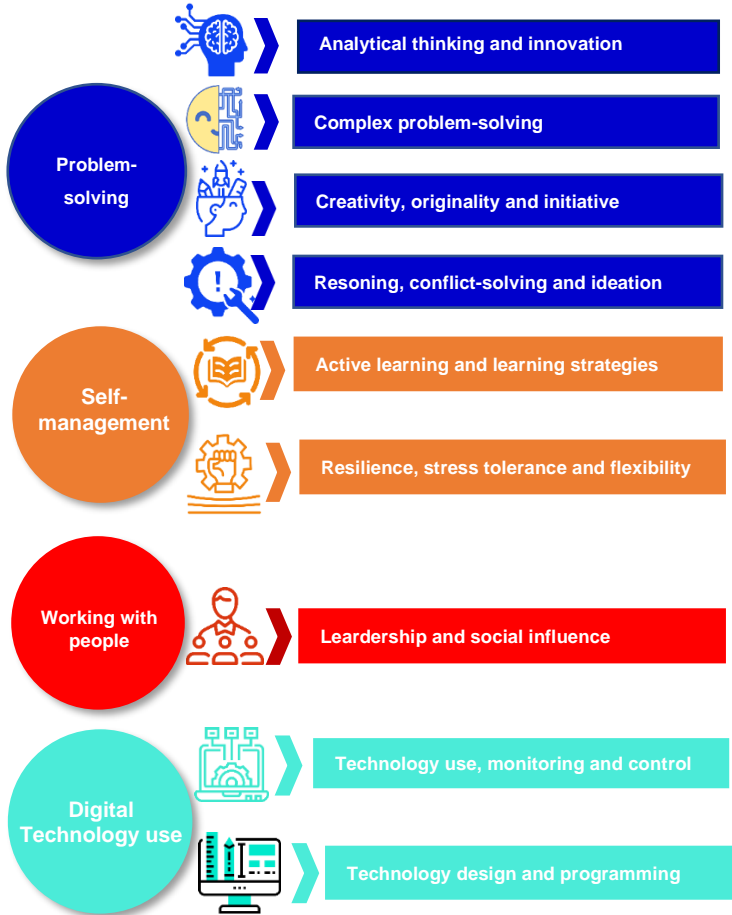 Analytical thinking and innovation
Problem-
solving
Complex problem-solving
Creativity, originality and initiative
Resoning, conflict-solving and ideation
Self-
management
Active learning and learning strategies
Resilience, stress tolerance and flexibility
Working with
people
Leardership and social influence
Digital
Technology use
Technology use, monitoring and control
Technology design and programming